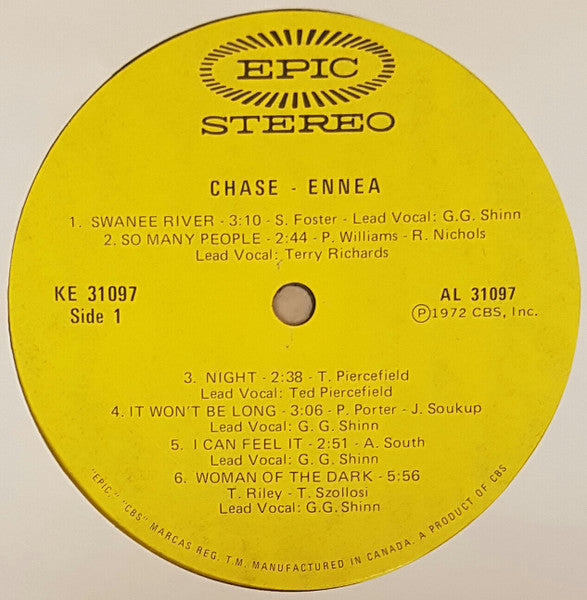 EPIC
STEREO
CHASE - ENNEA
1. SWANEE RIVER - 3:10 - S. Foster - Lead Vocal: G.G. Shinn
2. SO MANY PEOPLE - 2:44 - P. Williams - R. Nichols
Lead Vocal: Terry Richards
KE 31097
Side 1
AL 31097
Ⓟ1972 CBS, Inc.
3. NIGHT - 2:38 - T. Piercefield
Lead Vocal: Ted Piercefield
4. IT WON'T BE LONG - 3:06 - P. Porter - J. Soukup
Lead Vocal: G. G. Shinn
5. I CAN FEEL IT - 2:51 - A. South
Lead Vocal: G. G. Shinn
6. WOMAN OF THE DARK - 5:56
T. Riley - T. Szollosi
Lead Vocal: G.G. Shinn
"EPIC," "CBS" MARCAS REG. T.M. MANUFACTURED IN CANADA. A PRODUCT OF CBS